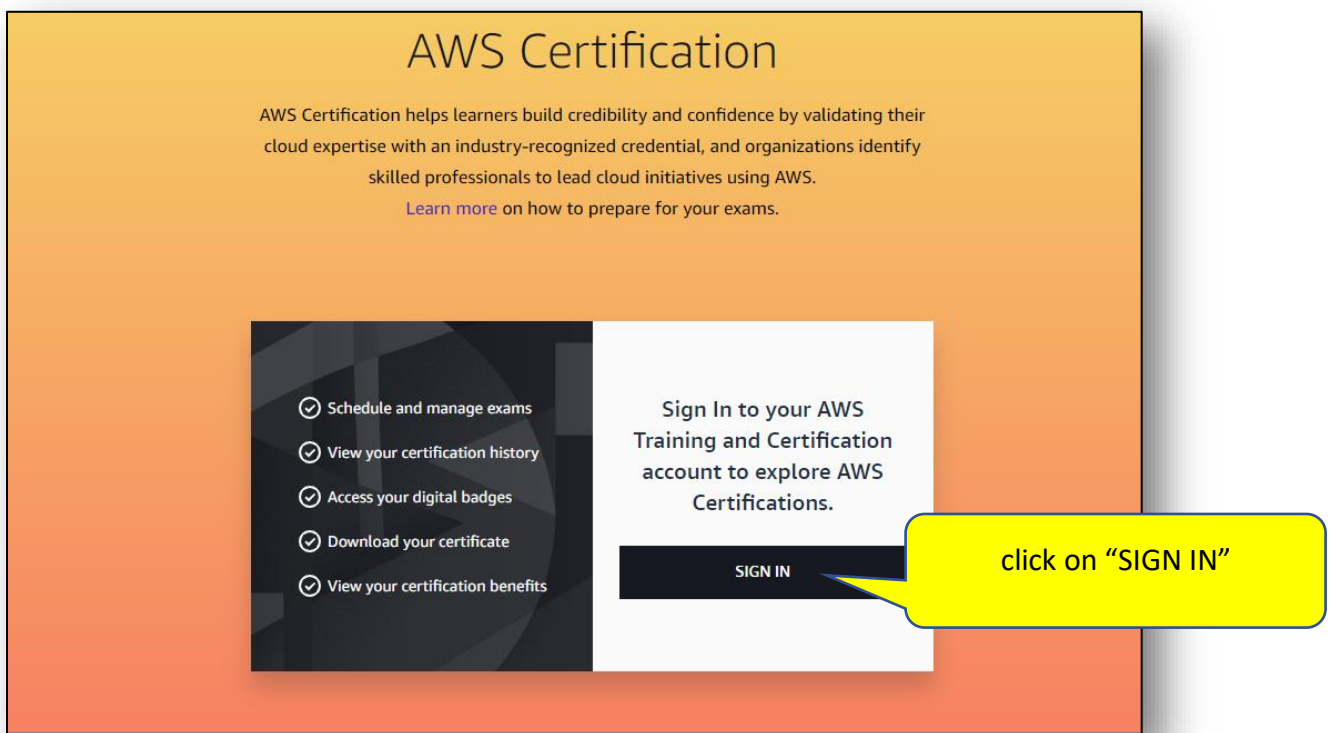 AWS Certification
AWS Certification helps learners build credibility and confidence by validating their
cloud expertise with an industry-recognized credential, and organizations identify
skilled professionals to lead cloud initiatives using AWS.
Learn more on how to prepare for your exams.
Schedule and manage exams
View your certification history
Access your digital badges
Download your certificate
View your certification benefits
Sign In to your AWS
Training and Certification
account to explore AWS
Certifications.
SIGN IN
click on “SIGN IN”